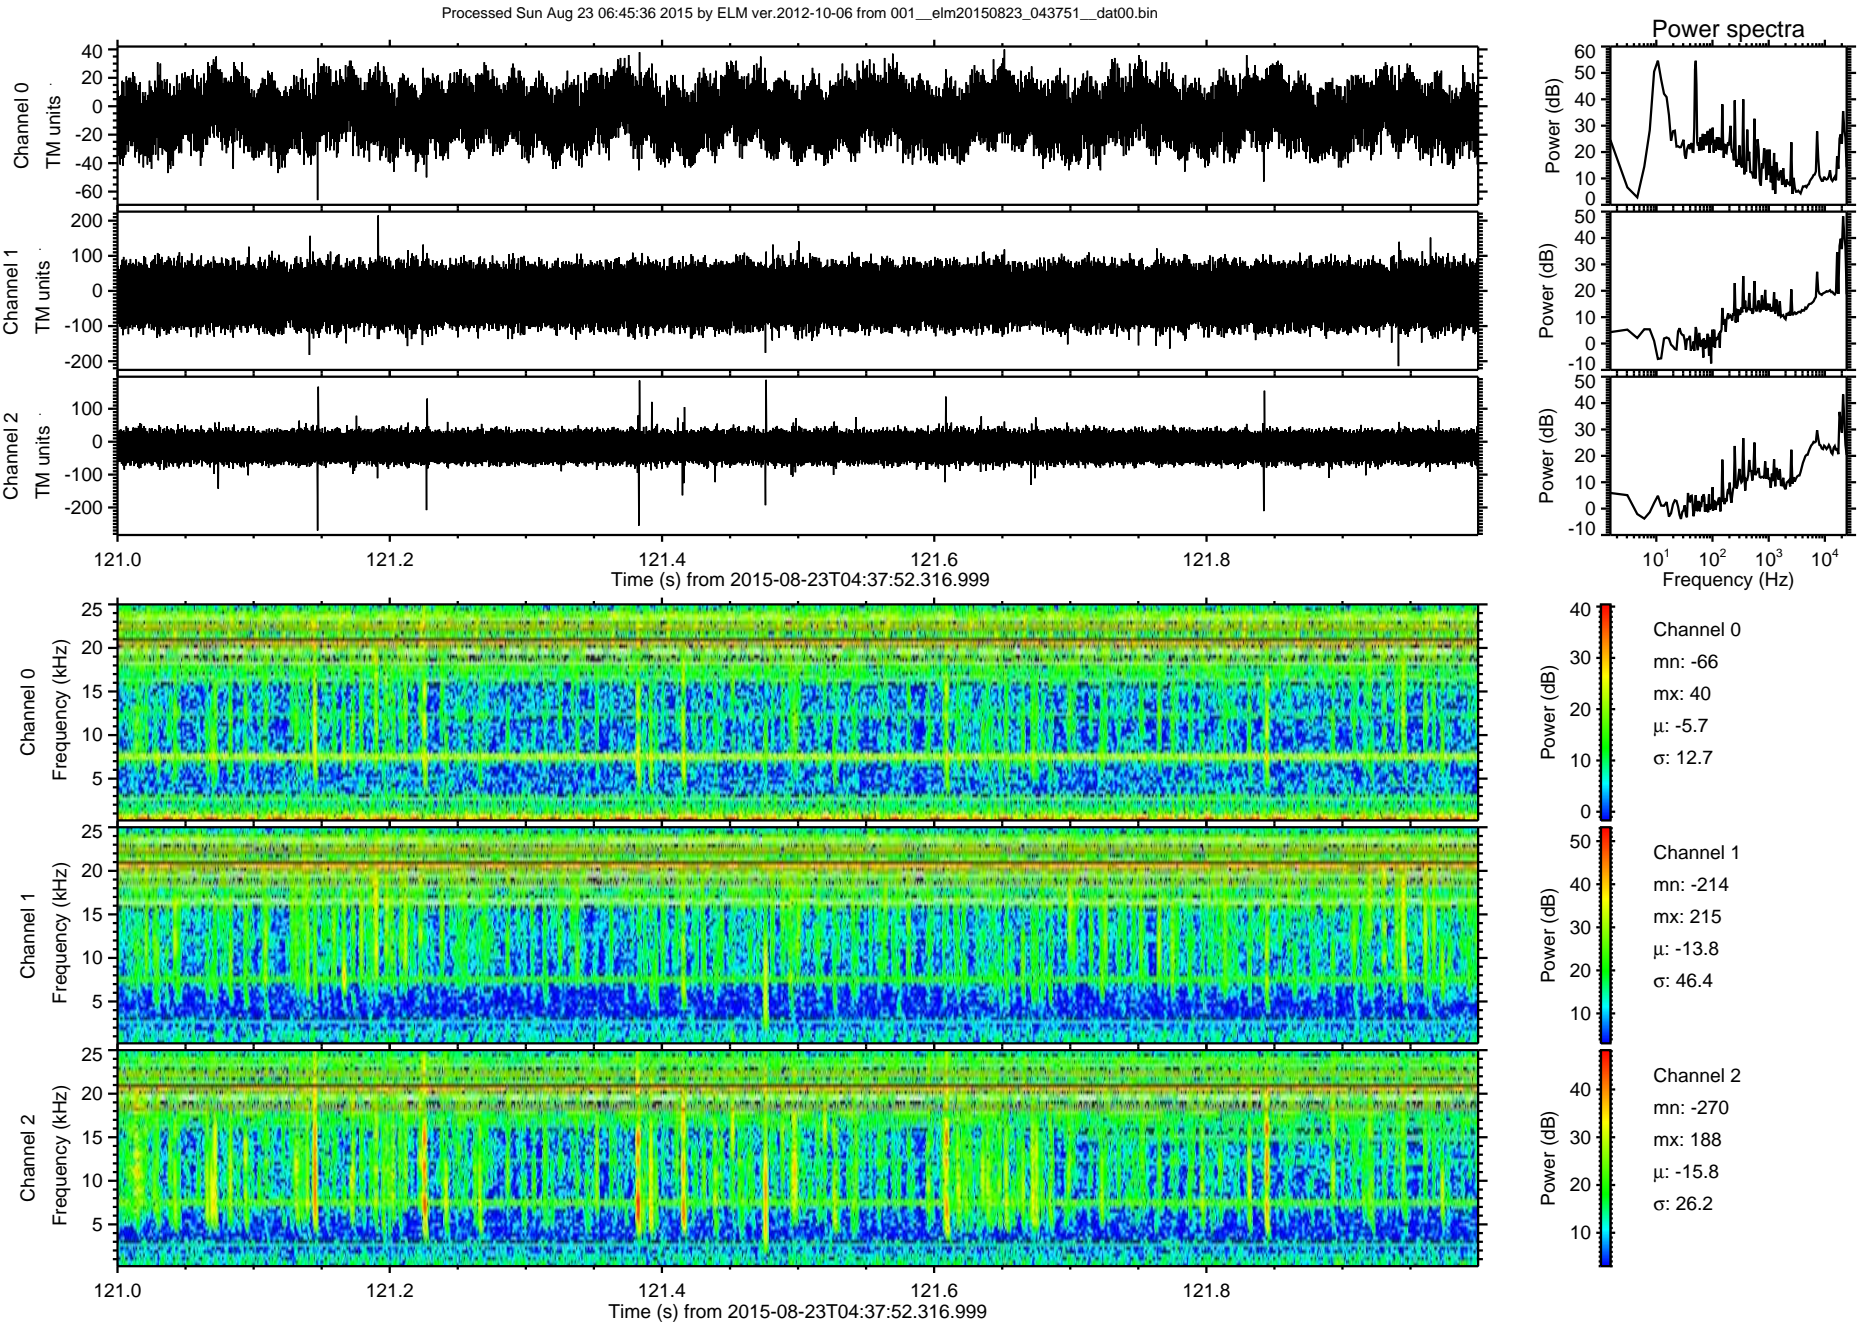 Processed Sun Aug 23 06:45:36 2015 by ELM ver.2012-10-06 from 001__elm20150823_043751__dat00.bin
Power spectra
Channel 0
TM units
40
20
0
-20
-40
-60
Power (dB)
60
50
40
30
20
10
0
Channel 1
TM units
200
100
0
-100
-200
Power (dB)
50
40
30
20
10
0
-10
Channel 2
TM units
100
0
-100
-200
Power (dB)
50
40
30
20
10
0
-10
121.0 121.2 121.4 121.6 121.8
Time (s) from 2015-08-23T04:37:52.316.999
10¹ 10² 10³ 10⁴
Frequency (Hz)
Channel 0
Frequency (kHz)
25
20
15
10
5
Power (dB)
40
30
20
10
0
Channel 0
mn: -66
mx: 40
μ: -5.7
σ: 12.7
Channel 1
Frequency (kHz)
25
20
15
10
5
Power (dB)
50
40
30
20
10
Channel 1
mn: -214
mx: 215
μ: -13.8
σ: 46.4
Channel 2
Frequency (kHz)
25
20
15
10
5
Power (dB)
40
30
20
10
Channel 2
mn: -270
mx: 188
μ: -15.8
σ: 26.2
121.0 121.2 121.4 121.6 121.8
Time (s) from 2015-08-23T04:37:52.316.999